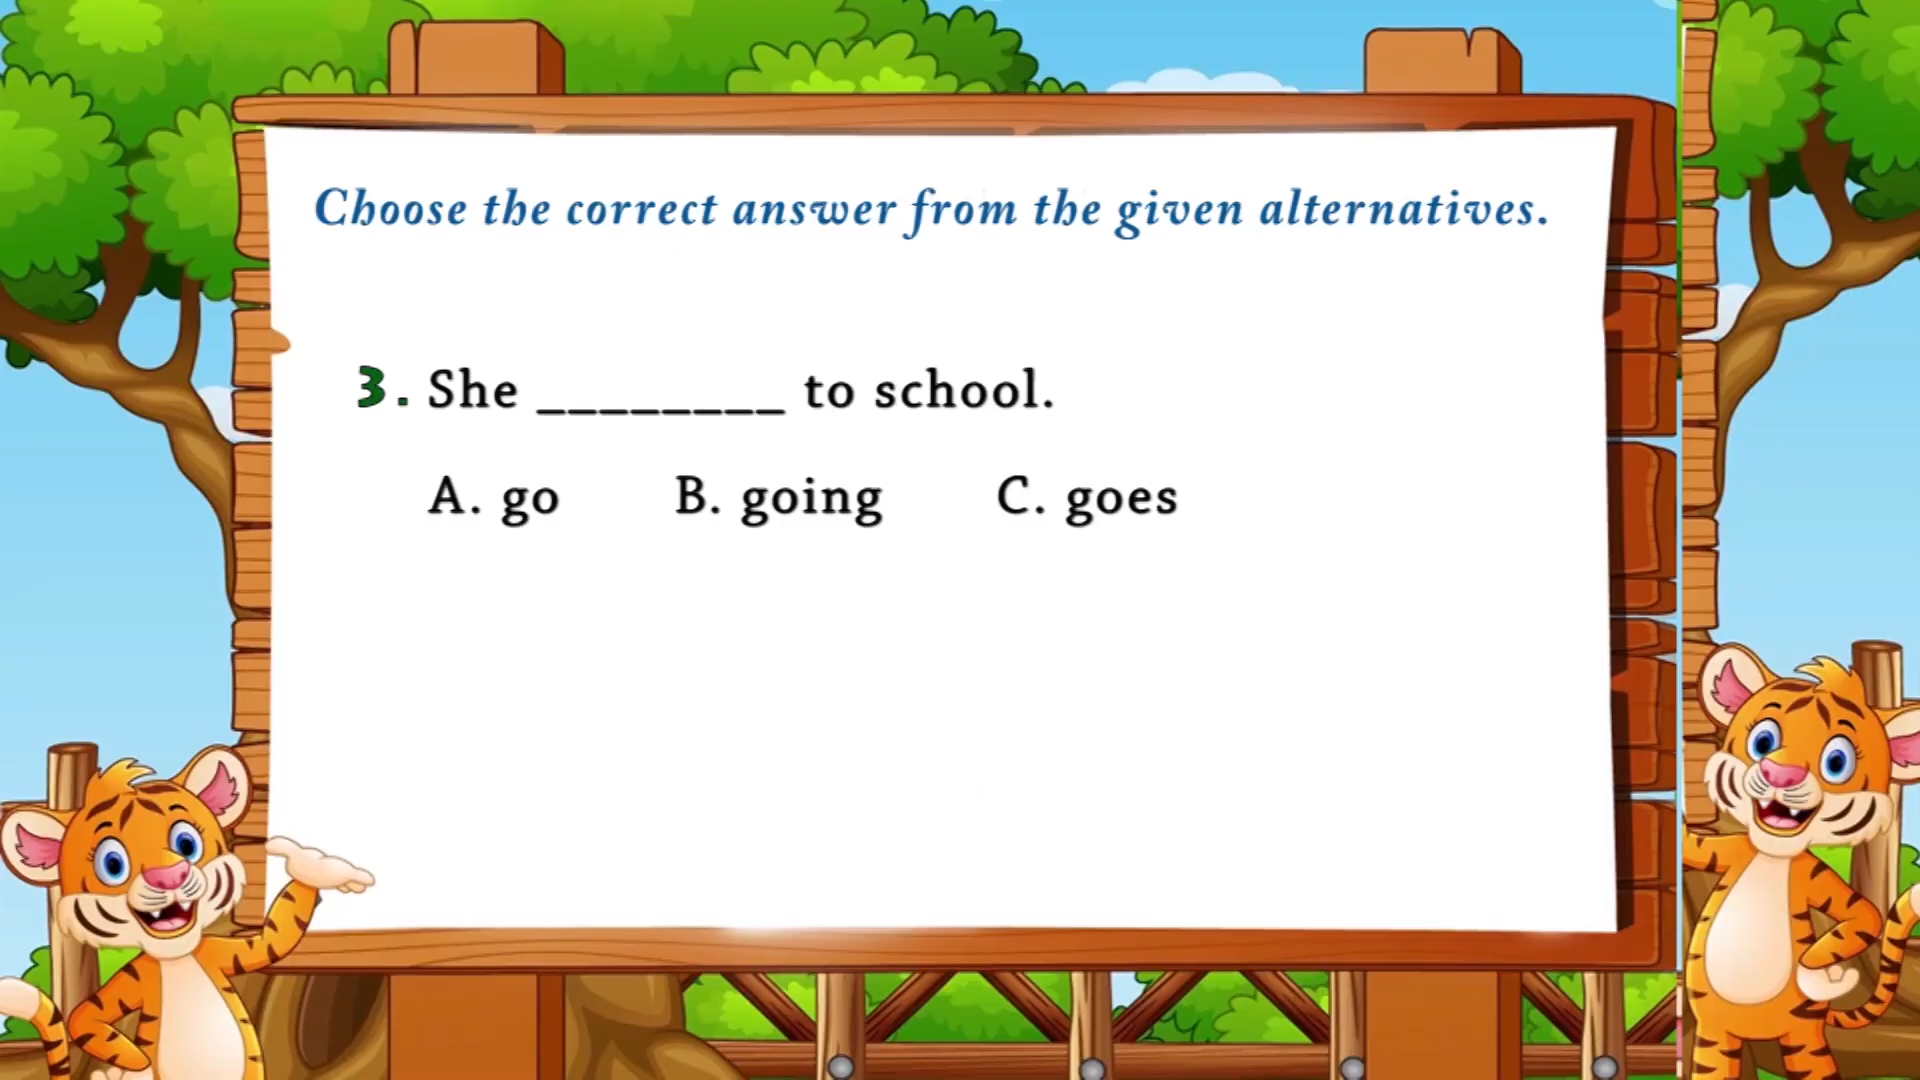 Choose the correct answer from the given alternatives.
3. She ________ to school.
A. go B. going C. goes